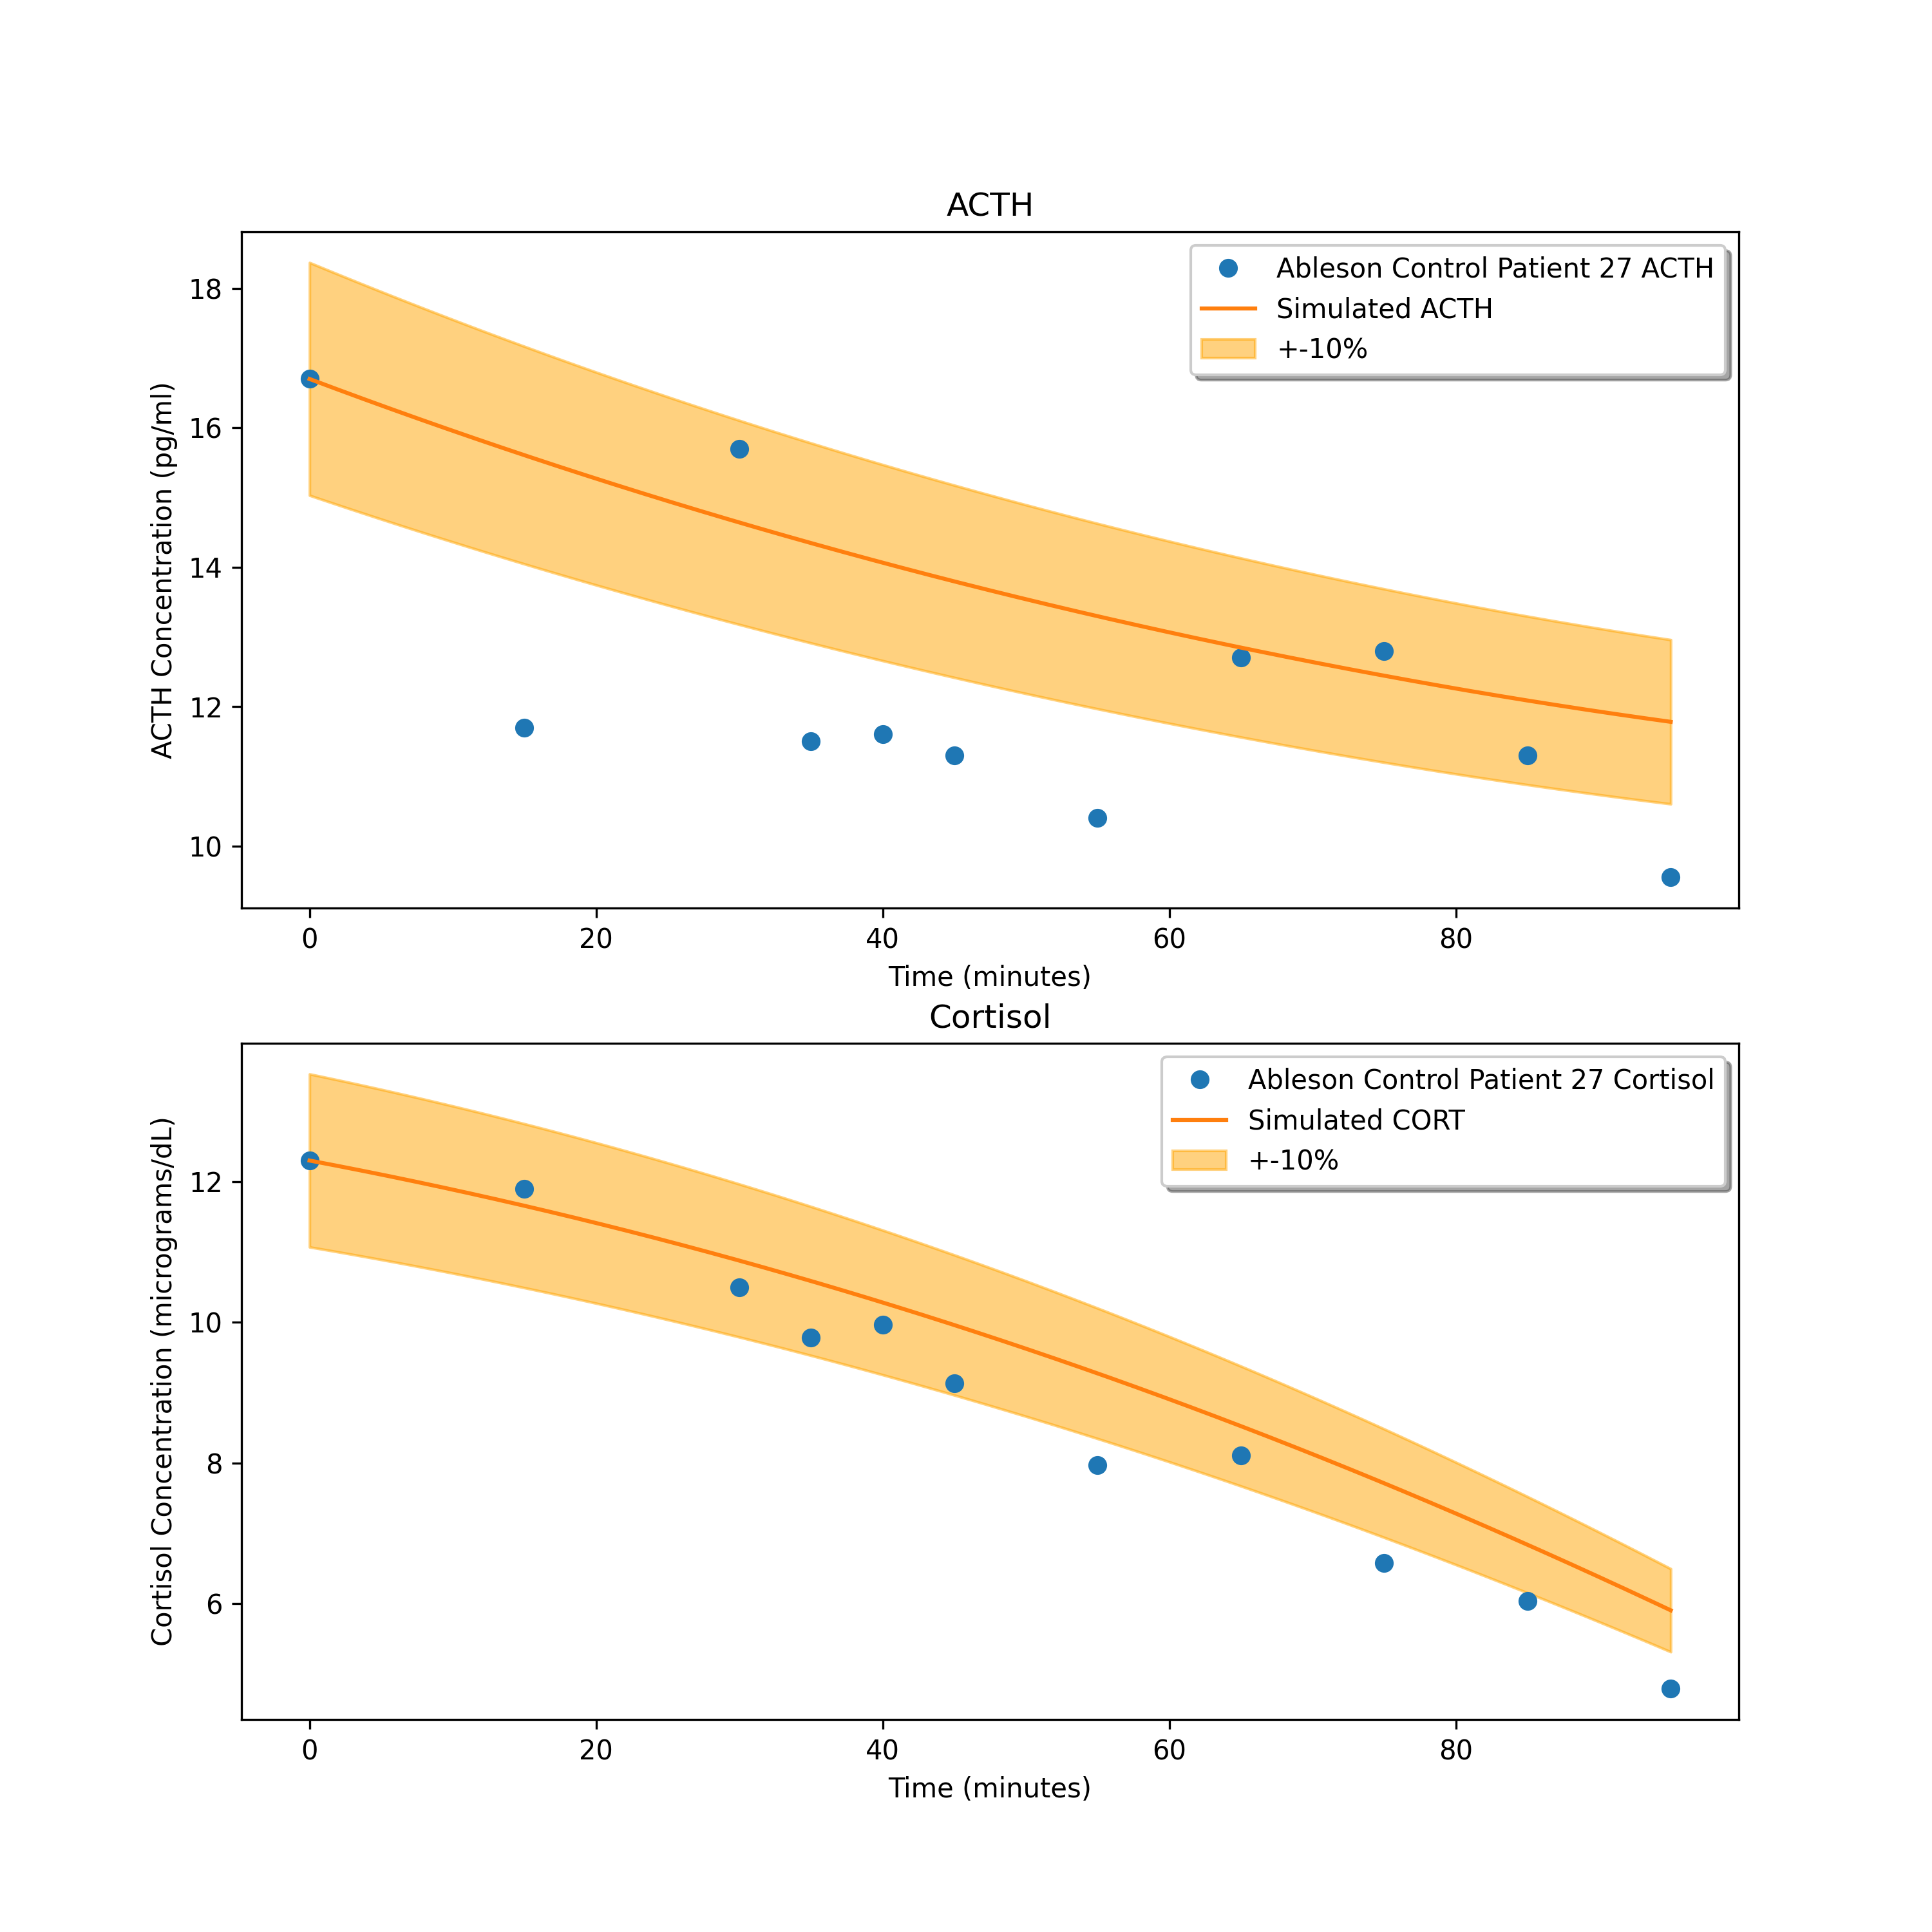 ACTH
Ableson Control Patient 27 ACTH
Simulated ACTH
+-10%
ACTH Concentration (pg/ml)
18
16
14
12
10
0 20 40 60 80
Time (minutes)
Cortisol
Ableson Control Patient 27 Cortisol
Simulated CORT
+-10%
Cortisol Concentration (micrograms/dL)
12
10
8
6
0 20 40 60 80
Time (minutes)